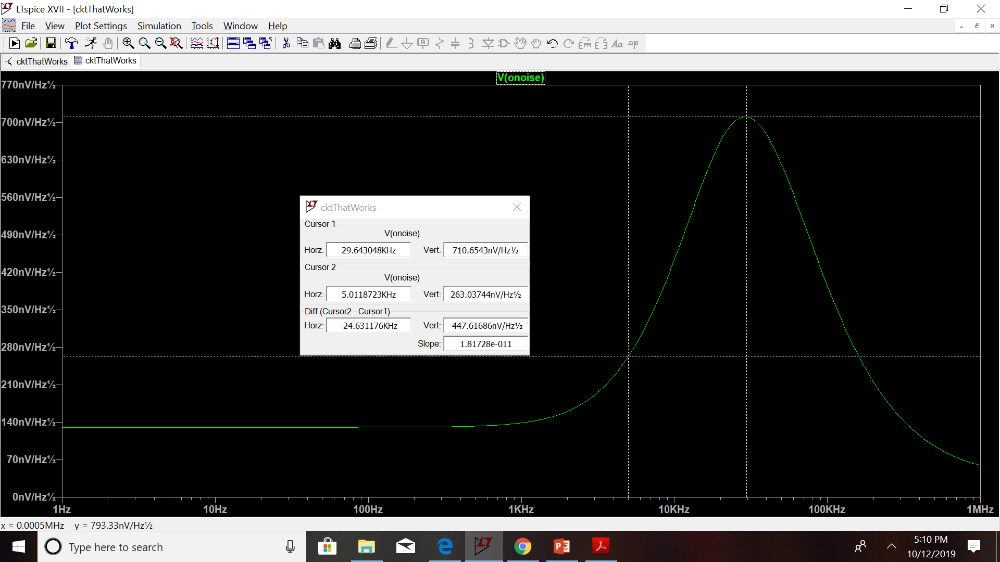 LTspice XVII - [cktThatWorks]
File View Plot Settings Simulation Tools Window Help
cktThatWorks cktThatWorks
V(onoise)
770nV/Hz½
700nV/Hz½
630nV/Hz½
560nV/Hz½
490nV/Hz½
420nV/Hz½
350nV/Hz½
280nV/Hz½
210nV/Hz½
140nV/Hz½
70nV/Hz½
0nV/Hz½
cktThatWorks
Cursor 1
V(onoise)
Horz: 29.643048KHz Vert: 710.6543nV/Hz½
Cursor 2
V(onoise)
Horz: 5.0118723KHz Vert: 263.03744nV/Hz½
Diff (Cursor2 - Cursor1)
Horz: -24.631176KHz Vert: -447.61686nV/Hz½
Slope: 1.81728e-011
1Hz 10Hz 100Hz 1KHz 10KHz 100KHz 1MHz
x = 0.0005MHz y = 793.33nV/Hz½
Type here to search
5:10 PM
10/12/2019